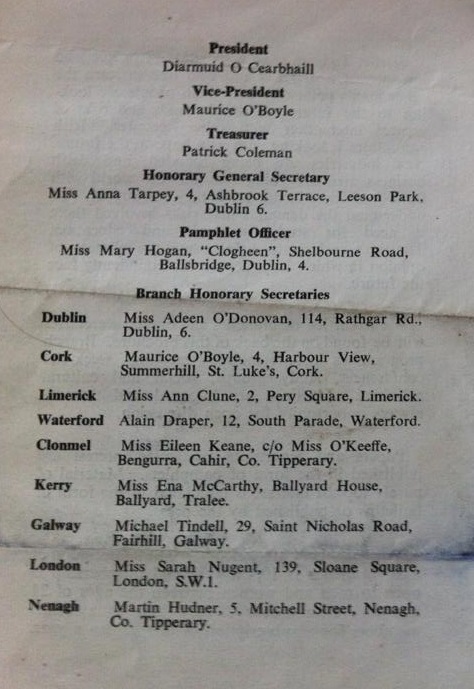 President
Diarmuid O Cearbhaill
Vice-President
Maurice O'Boyle
Treasurer
Patrick Coleman
Honorary General Secretary
Miss Anna Tarpey, 4, Ashbrook Terrace, Leeson Park,
Dublin 6.
Pamphlet Officer
Miss Mary Hogan, "Clogheen", Shelbourne Road,
Ballsbridge, Dublin, 4.
Branch Honorary Secretaries
Dublin Miss Adeen O'Donovan, 114, Rathgar Rd.,
Dublin, 6.
Cork Maurice O'Boyle, 4, Harbour View,
Summerhill, St. Luke's, Cork.
Limerick Miss Ann Clune, 2, Pery Square, Limerick.
Waterford Alain Draper, 12, South Parade, Waterford.
Clonmel Miss Eileen Keane, c/o Miss O'Keeffe,
Bengurra, Cahir, Co. Tipperary.
Kerry Miss Ena McCarthy, Ballyard House,
Ballyard, Tralee.
Galway Michael Tindell, 29, Saint Nicholas Road,
Fairhill, Galway.
London Miss Sarah Nugent, 139, Sloane Square,
London, S.W.1.
Nenagh Martin Hudner, 5, Mitchell Street, Nenagh,
Co. Tipperary.